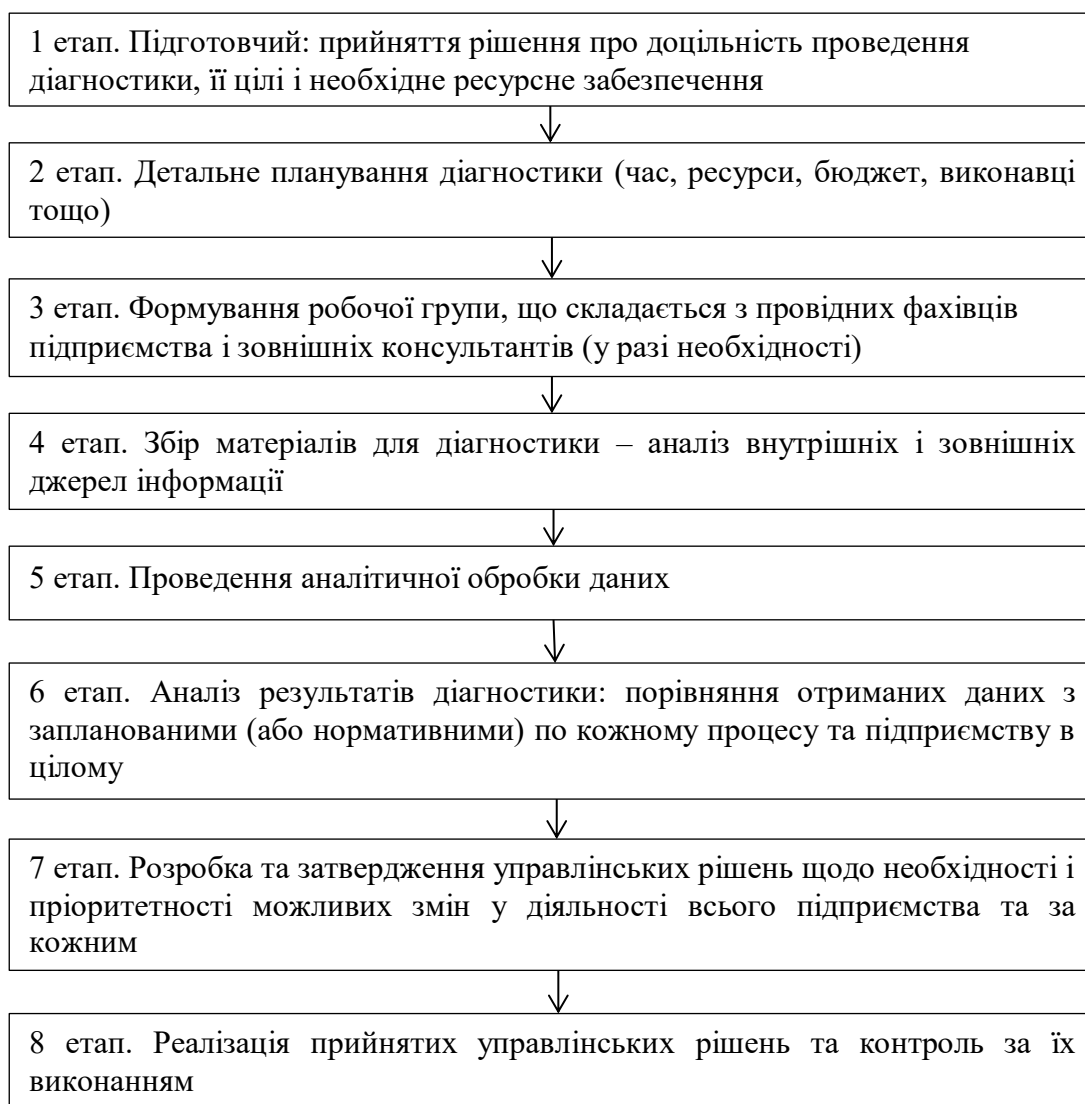 1 етап. Підготовчий: прийняття рішення про доцільність проведення
діагностики, її цілі і необхідне ресурсне забезпечення
2 етап. Детальне планування діагностики (час, ресурси, бюджет, виконавці
тощо)
3 етап. Формування робочої групи, що складається з провідних фахівців
підприємства і зовнішніх консультантів (у разі необхідності)
4 етап. Збір матеріалів для діагностики – аналіз внутрішніх і зовнішніх
джерел інформації
5 етап. Проведення аналітичної обробки даних
6 етап. Аналіз результатів діагностики: порівняння отриманих даних з
запланованими (або нормативними) по кожному процесу та підприємству в
цілому
7 етап. Розробка та затвердження управлінських рішень щодо необхідності і
пріоритетності можливих змін у діяльності всього підприємства та за
кожним
8 етап. Реалізація прийнятих управлінських рішень та контроль за їх
виконанням